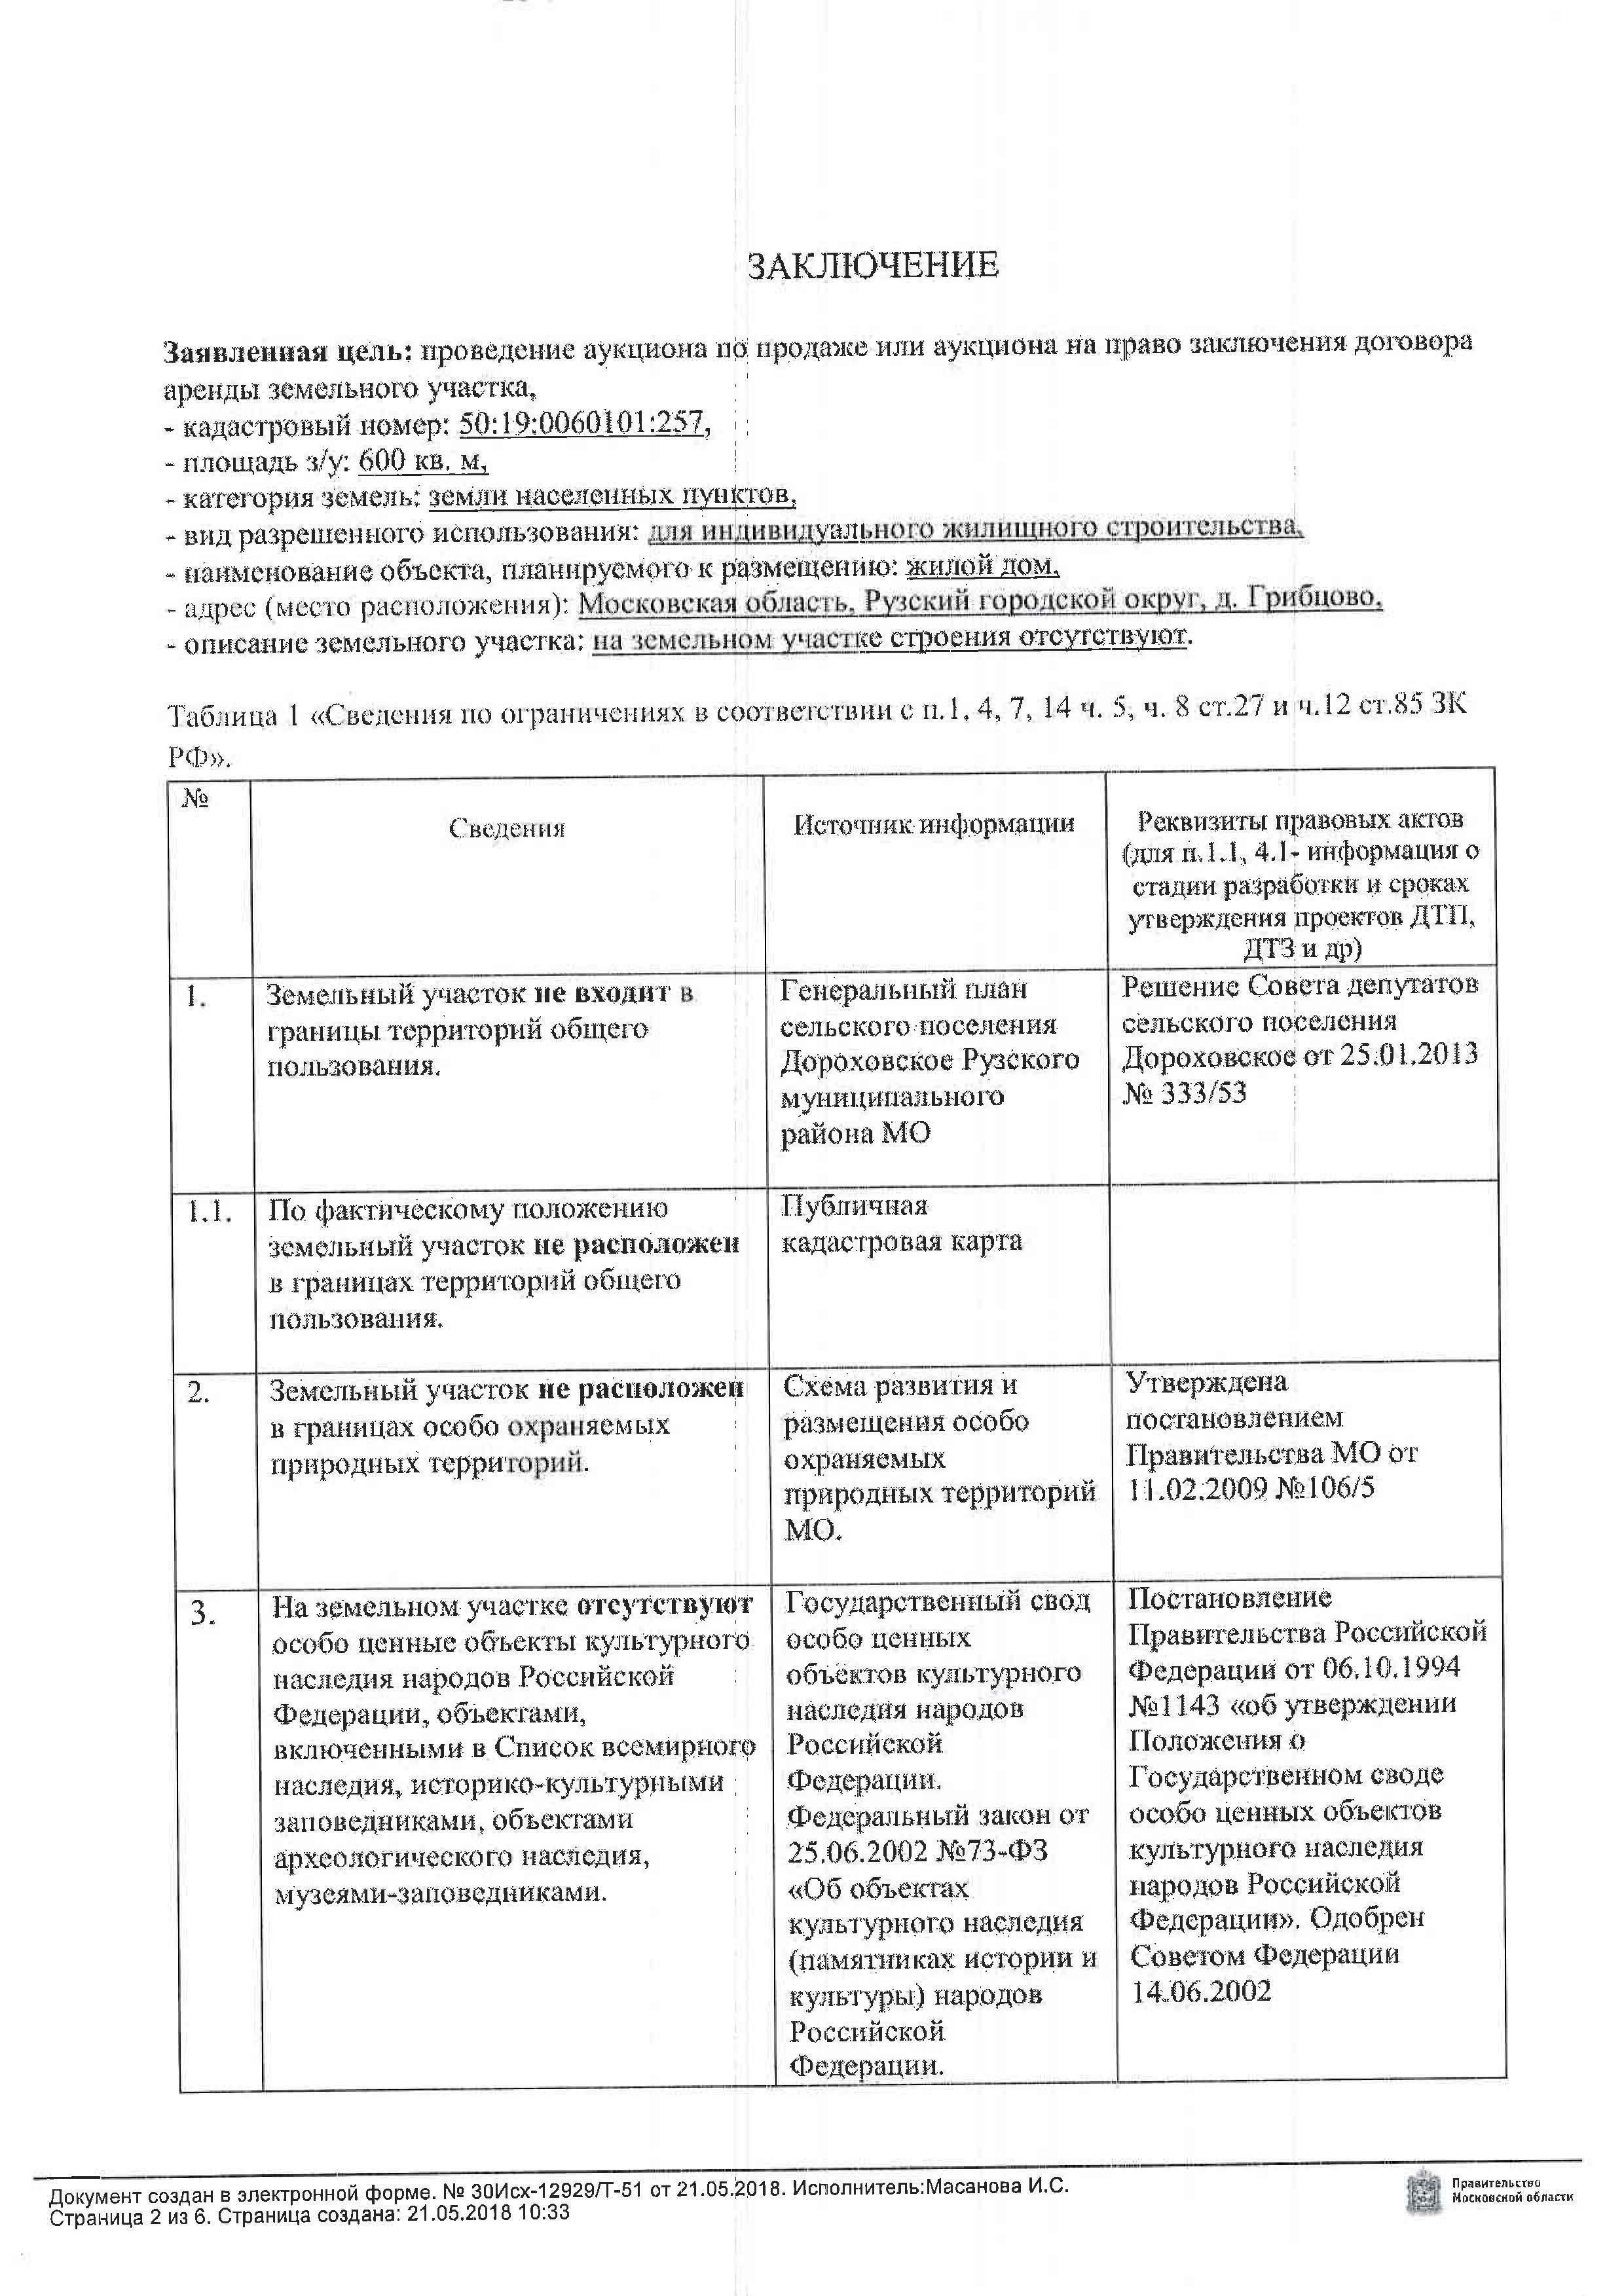 ЗАКЛЮЧЕНИЕ
Заявленная цель: проведение аукциона по продаже или аукциона на право заключения договора
аренды земельного участка,
- кадастровый номер: 50:19:0060101:257,
- площадь з/у: 600 кв. м,
- категория земель: земли населенных пунктов,
- вид разрешенного использования: для индивидуального жилищного строительства,
- наименование объекта, планируемого к размещению: жилой дом,
- адрес (место расположения): Московская область, Рузский городской округ, д. Грибцово,
- описание земельного участка: на земельном участке строения отсутствуют.
Таблица 1 «Сведения по ограничениях в соответствии с п.1, 4, 7, 14 ч. 5, ч. 8 ст.27 и ч.12 ст.85 ЗК
РФ».
№
Сведения
Источник информации
Реквизиты правовых актов
(для п.1.1, 4.1- информация о
стадии разработки и сроках
утверждения проектов ДТП,
ДТЗ и др)
1.
Земельный участок не входит в
границы территорий общего
пользования.
Генеральный план
сельского поселения
Дороховское Рузского
муниципального
района МО
Решение Совета депутатов
сельского поселения
Дороховское от 25.01.2013
№ 333/53
1.1.
По фактическому положению
земельный участок не расположен
в границах территорий общего
пользования.
Публичная
кадастровая карта
2.
Земельный участок не расположен
в границах особо охраняемых
природных территорий.
Схема развития и
размещения особо
охраняемых
природных территорий
МО.
Утверждена
постановлением
Правительства МО от
11.02.2009 №106/5
3.
На земельном участке отсутствуют
особо ценные объекты культурного
наследия народов Российской
Федерации, объектами,
включенными в Список всемирного
наследия, историко-культурными
заповедниками, объектами
археологического наследия,
музеями-заповедниками.
Государственный свод
особо ценных
объектов культурного
наследия народов
Российской
Федерации.
Федеральный закон от
25.06.2002 №73-ФЗ
«Об объектах
культурного наследия
(памятниках истории и
культуры) народов
Российской
Федерации.
Постановление
Правительства Российской
Федерации от 06.10.1994
№1143 «об утверждении
Положения о
Государственном своде
особо ценных объектов
культурного наследия
народов Российской
Федерации». Одобрен
Советом Федерации
14.06.2002
Документ создан в электронной форме. № 30Исх-12929/Т-51 от 21.05.2018. Исполнитель:Масанова И.С.
Страница 2 из 6. Страница создана: 21.05.2018 10:33
Правительство
Московской области